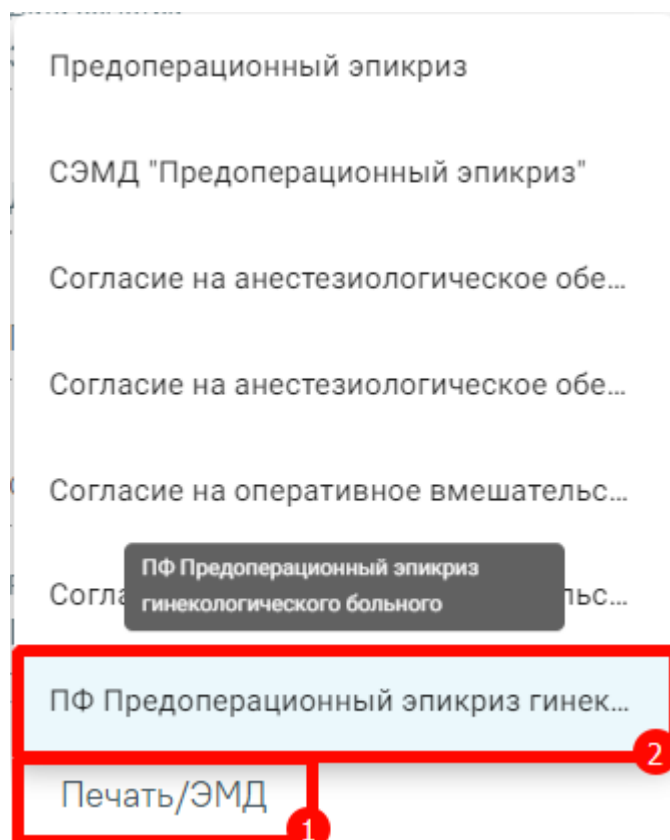 Предоперационный эпикриз
СЭМД "Предоперационный эпикриз"
Согласие на анестезиологическое обе...
Согласие на анестезиологическое обе...
Согласие на оперативное вмешательс...
ПФ Предоперационный эпикриз
гинекологического больного
ПФ Предоперационный эпикриз гинек...
2
Печать/ЭМД
1